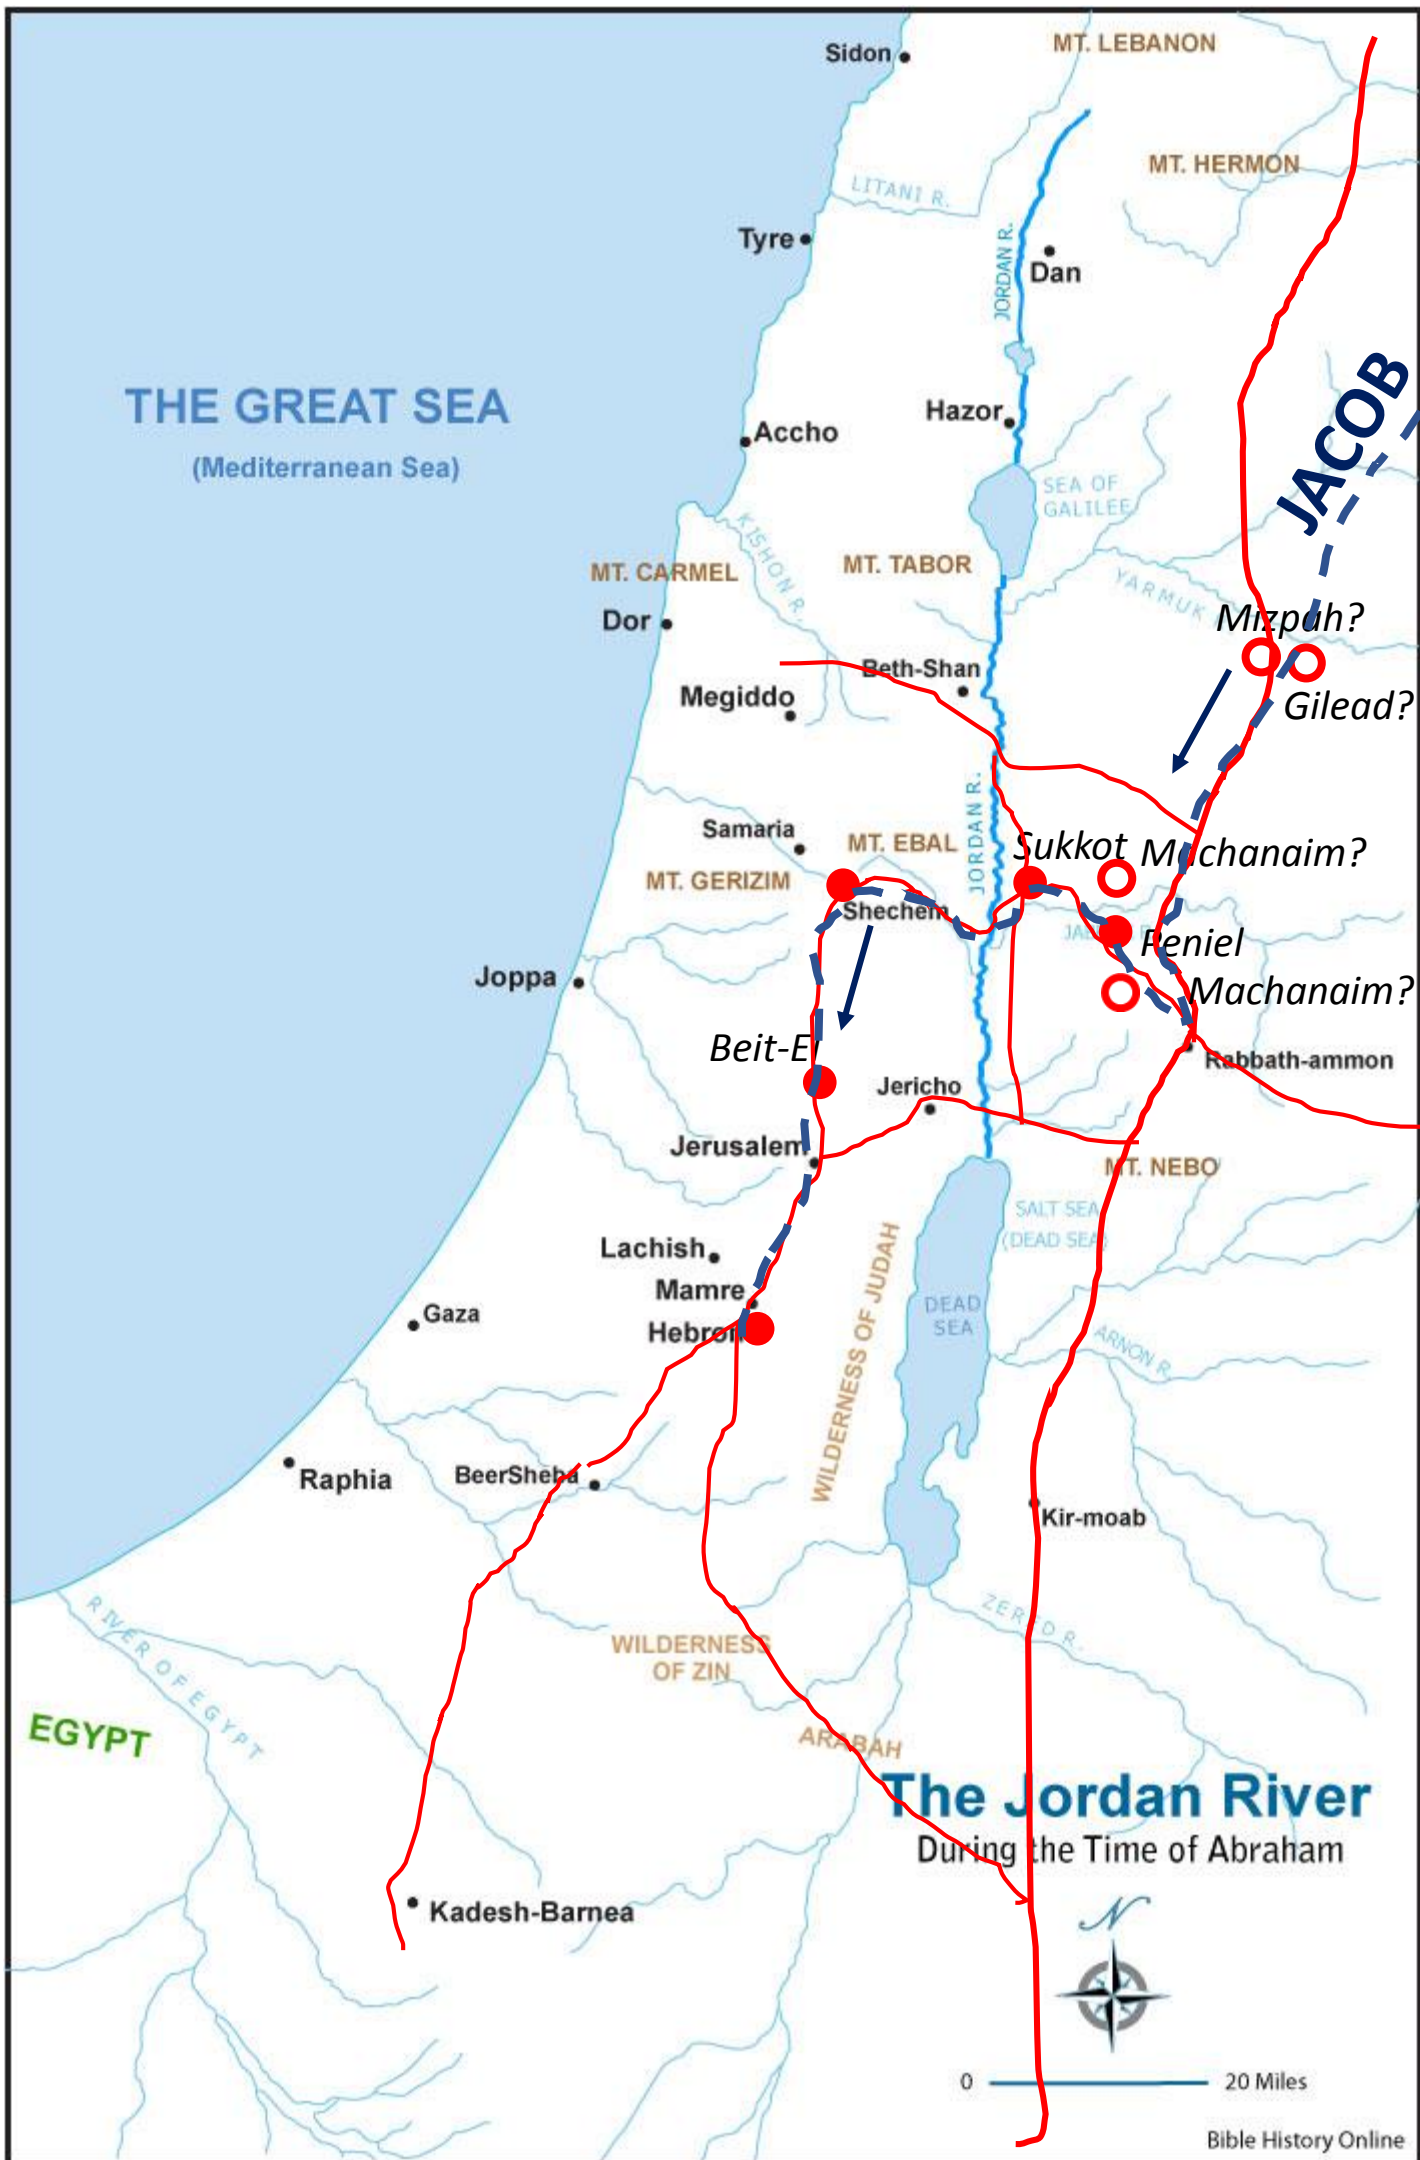 Sidon
MT. LEBANON
MT. HERMON
LITANI R.
Tyre
JORDAN R.
Dan
THE GREAT SEA
(Mediterranean Sea)
JACOB
Hazor
Accho
SEA OF
GALILEE
KISHON R.
MT. CARMEL
MT. TABOR
YARMUK
Dor
Mizpah?
Beth-Shan
Megiddo
Gilead?
JORDAN R.
Samaria
MT. EBAL
Sukkot
Machanaim?
MT. GERIZIM
Shechem
Peniel
Joppa
Machanaim?
Beit-El
Rabbath-ammon
Jericho
Jerusalem
MT. NEBO
SALT SEA
(DEAD SEA)
Lachish
Mamre
Hebron
Gaza
WILDERNESS OF JUDAH
DEAD
SEA
ARNON R.
Raphia
BeerSheba
Kir-moab
RIVER OF EGYPT
ZERED R.
WILDERNESS
OF ZIN
EGYPT
ARABAH
The Jordan River
During the Time of Abraham
Kadesh-Barnea
N
0
20 Miles
Bible History Online